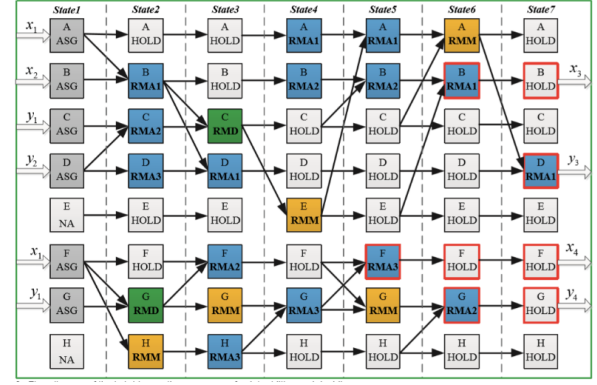 State1 State2 State3 State4 State5 State6 State7
x1 A ASG A HOLD A HOLD A RMA1 A RMA1 A RMM A HOLD
x2 B ASG B RMA1 B HOLD B RMA2 B RMA2 B RMA1 B HOLD x3
y1 C ASG C RMA2 C RMD C HOLD C HOLD C HOLD C HOLD
y2 D ASG D RMA3 D RMA1 D HOLD D HOLD D HOLD D RMA1 y3
E NA E HOLD E HOLD E RMM E HOLD E HOLD E HOLD
x1 F ASG F HOLD F RMA2 F HOLD F RMA3 F HOLD F HOLD x4
y1 G ASG G RMD G RMM G RMA3 G RMM G RMA2 G HOLD y4
H NA H RMM H RMA3 H HOLD H HOLD H HOLD H HOLD